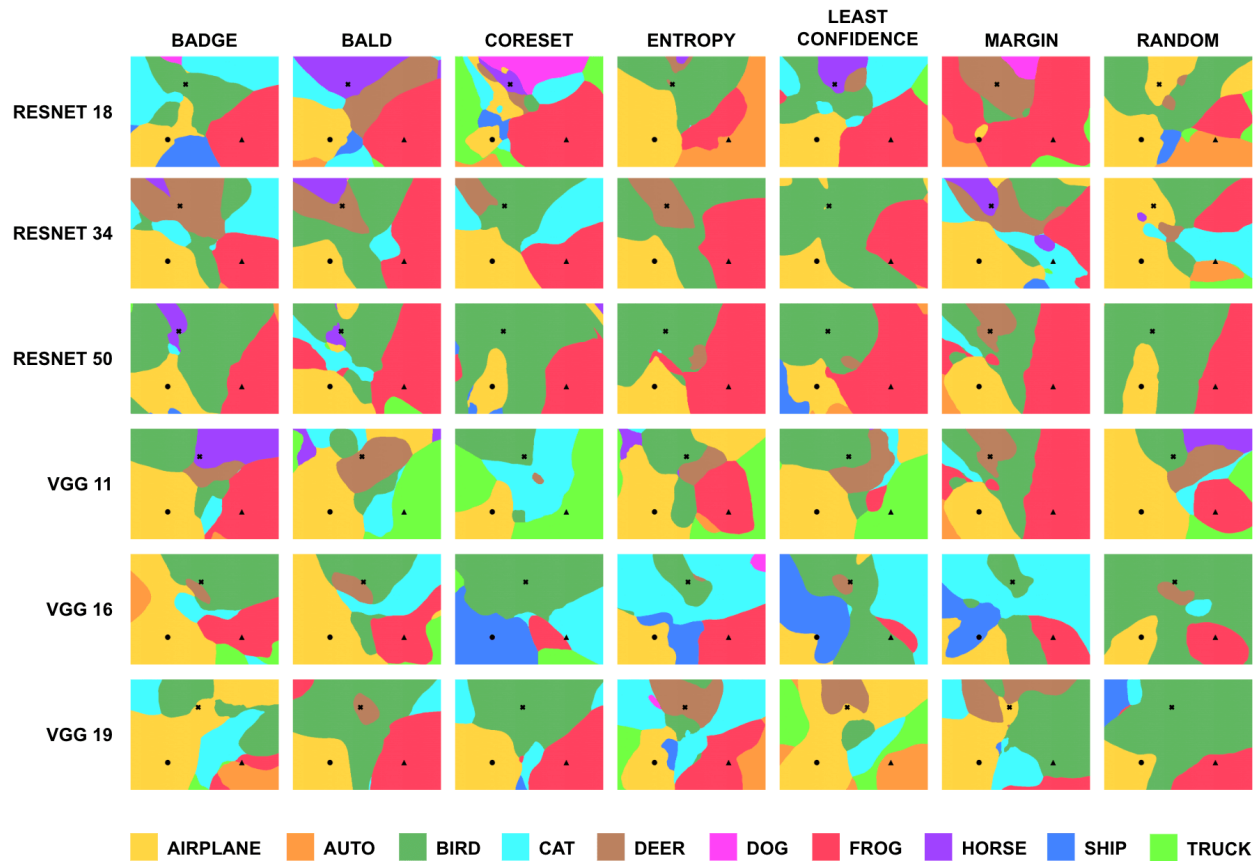 BADGE BALD CORESET ENTROPY LEAST CONFIDENCE MARGIN RANDOM
RESNET 18
RESNET 34
RESNET 50
VGG 11
VGG 16
VGG 19
AIRPLANE AUTO BIRD CAT DEER DOG FROG HORSE SHIP TRUCK